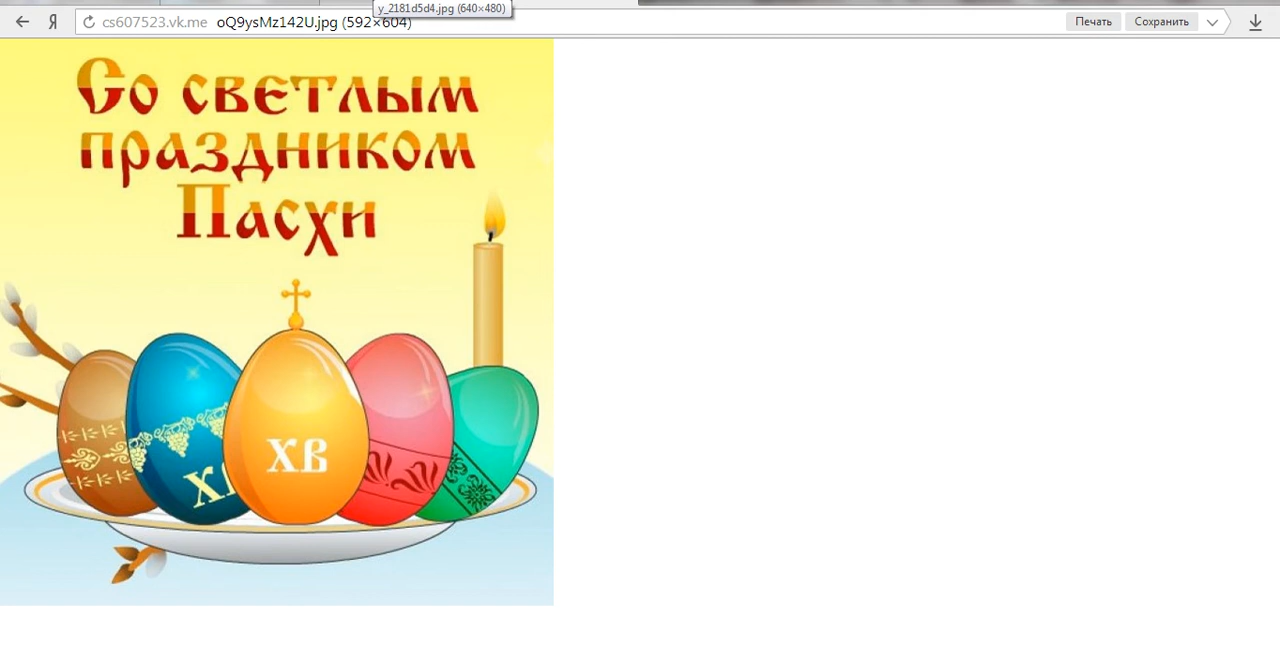 y_2181d5d4.jpg (640×480)
Я cs607523.vk.me oQ9ysMz142U.jpg (592×604) Печать Сохранить
Со светлым
праздником
Пасхи
ХВ
Х